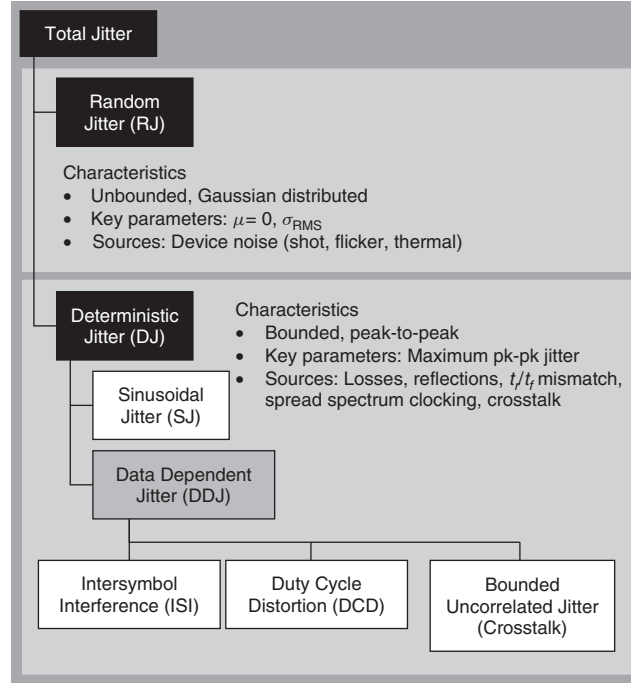 Total Jitter
Random
Jitter (RJ)
Characteristics
• Unbounded, Gaussian distributed
• Key parameters: μ = 0, σRMS
• Sources: Device noise (shot, flicker, thermal)
Deterministic
Jitter (DJ)
Characteristics
• Bounded, peak-to-peak
• Key parameters: Maximum pk-pk jitter
• Sources: Losses, reflections, tr/tf mismatch,
spread spectrum clocking, crosstalk
Sinusoidal
Jitter (SJ)
Data Dependent
Jitter (DDJ)
Intersymbol
Interference (ISI)
Duty Cycle
Distortion (DCD)
Bounded
Uncorrelated Jitter
(Crosstalk)